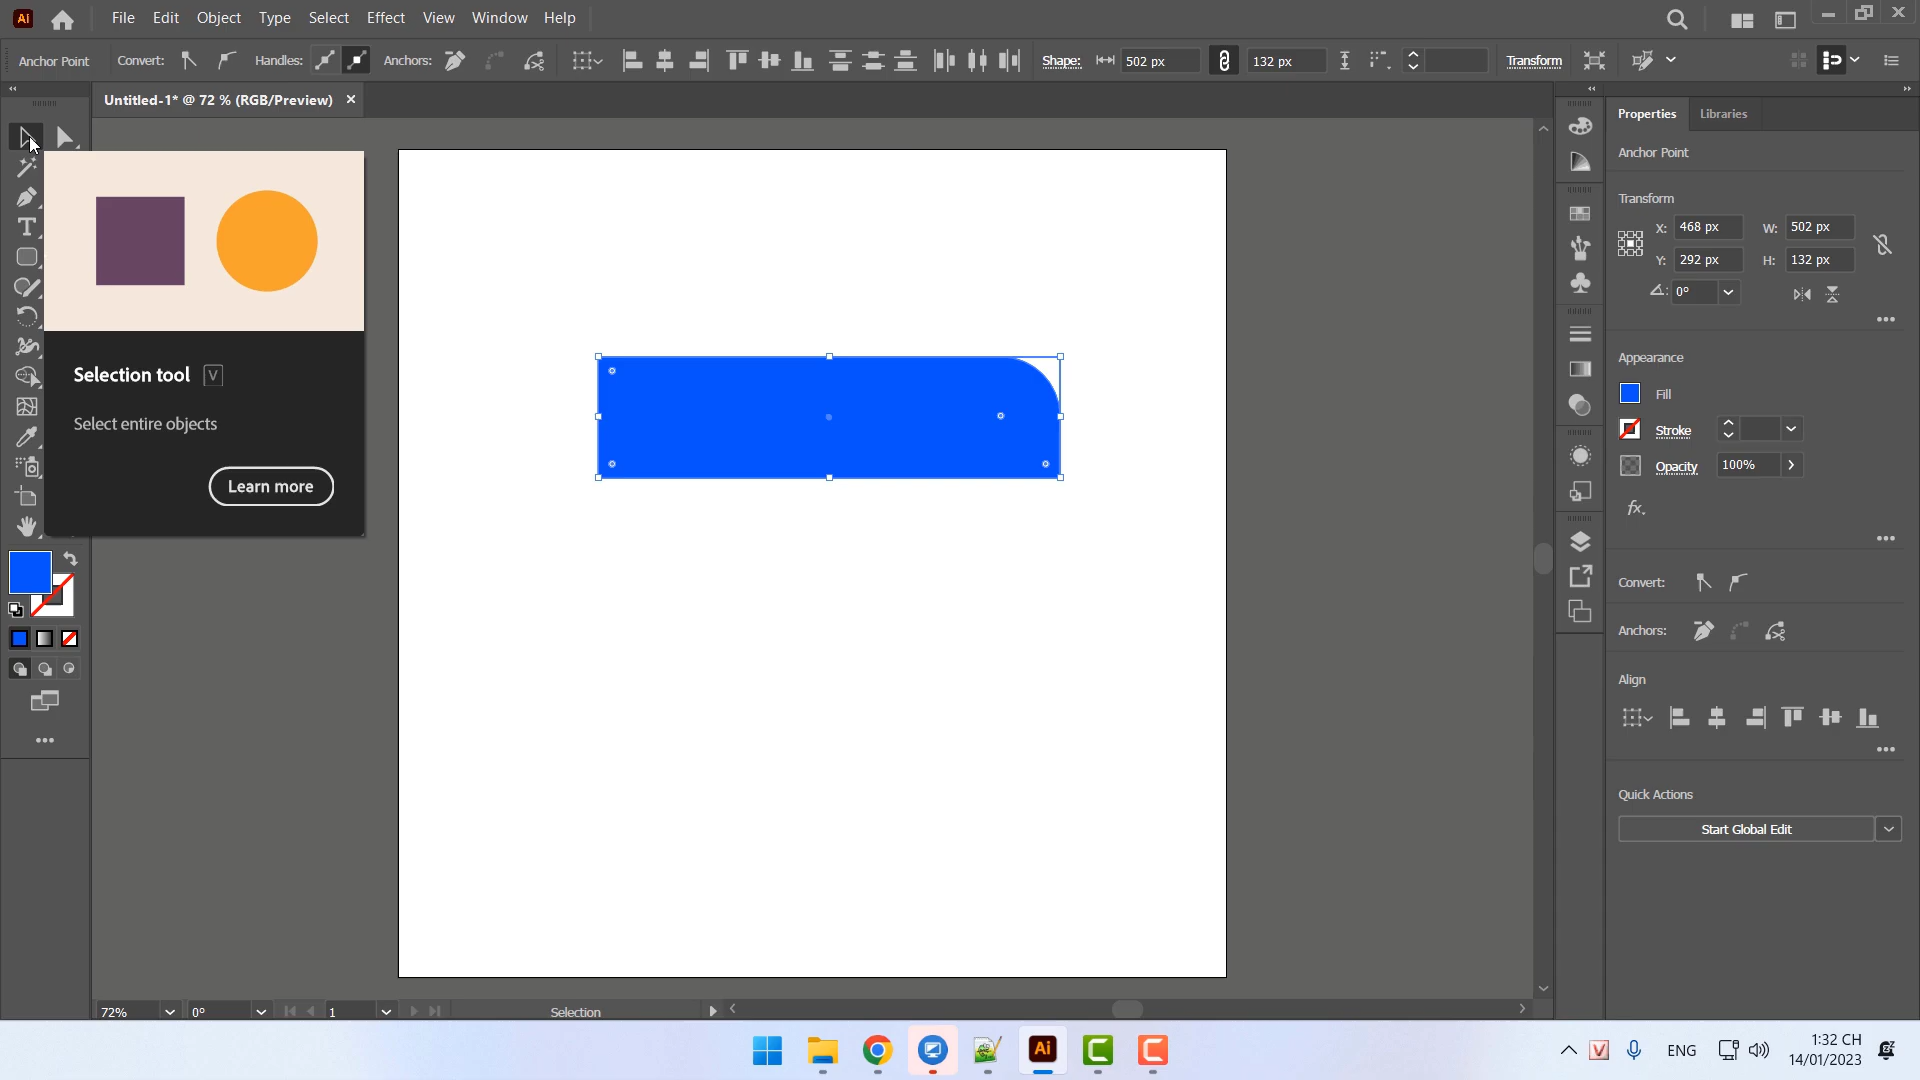 Ai File Edit Object Type Select Effect View Window Help
Anchor Point Convert: Handles: Anchors: Shape: 502 px 132 px Transform
Untitled-1* @ 72 % (RGB/Preview)
Properties Libraries
Anchor Point
Transform
X: 468 px W: 502 px
Y: 292 px H: 132 px
0°
T
Selection tool V
Select entire objects
Learn more
Appearance
Fill
Stroke
Opacity 100%
fx.
Convert:
Anchors:
Align
Quick Actions
Start Global Edit
72% 0° 1 Selection
Ai
V ENG 1:32 CH
14/01/2023